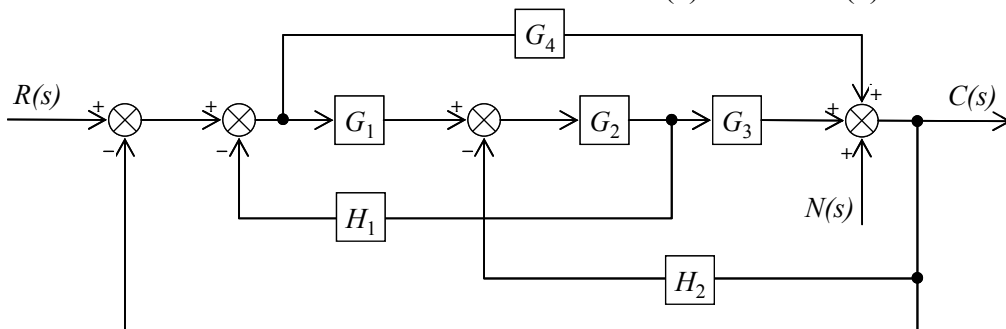 G4
R(s)
C(s)
+
+
+
+
+
G1
G2
G3
−
−
−
+
H1
N(s)
H2